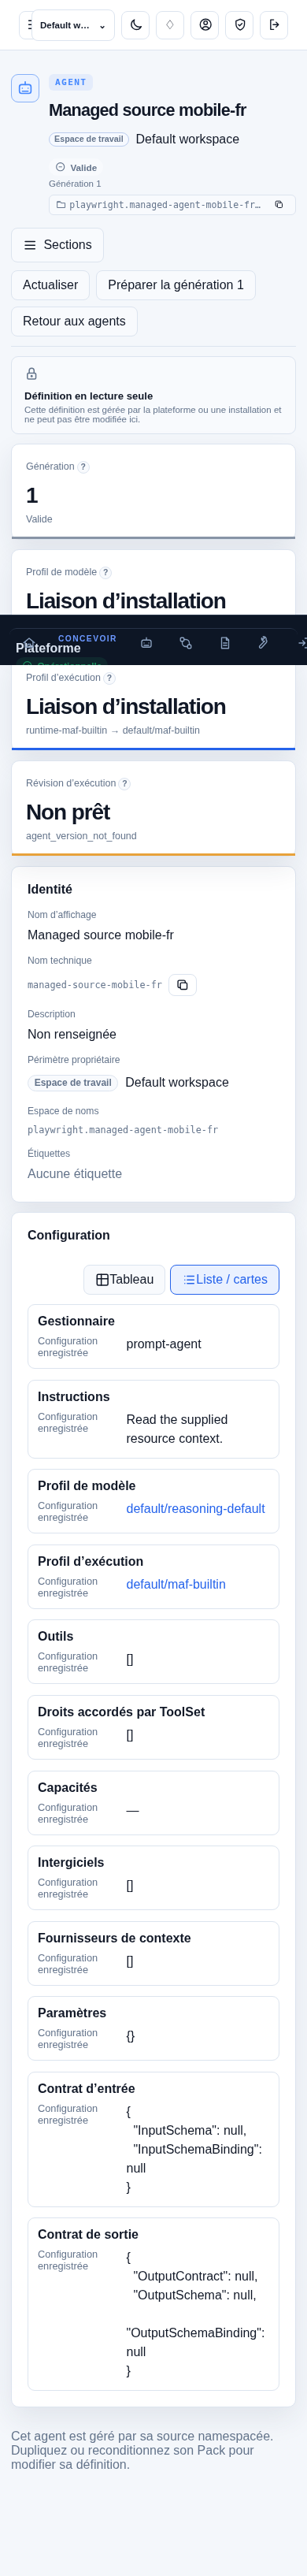 Default w…
AGENT
Managed source mobile-fr
Espace de travail Default workspace
Valide
Génération 1
playwright.managed-agent-mobile-fr…
Sections
Actualiser
Préparer la génération 1
Retour aux agents
Définition en lecture seule
Cette définition est gérée par la plateforme ou une installation et
ne peut pas être modifiée ici.
Génération ?
1
Valide
Profil de modèle ?
Liaison d’installation
CONCEVOIR
Plateforme
Opérationnelle
Profil d’exécution ?
Liaison d’installation
runtime-maf-builtin → default/maf-builtin
Révision d’exécution ?
Non prêt
agent_version_not_found
Identité
Nom d’affichage
Managed source mobile-fr
Nom technique
managed-source-mobile-fr
Description
Non renseignée
Périmètre propriétaire
Espace de travail Default workspace
Espace de noms
playwright.managed-agent-mobile-fr
Étiquettes
Aucune étiquette
Configuration
Tableau
Liste / cartes
Gestionnaire
Configuration
enregistrée
prompt-agent
Instructions
Configuration
enregistrée
Read the supplied
resource context.
Profil de modèle
Configuration
enregistrée
default/reasoning-default
Profil d’exécution
Configuration
enregistrée
default/maf-builtin
Outils
Configuration
enregistrée
[]
Droits accordés par ToolSet
Configuration
enregistrée
[]
Capacités
Configuration
enregistrée
—
Intergiciels
Configuration
enregistrée
[]
Fournisseurs de contexte
Configuration
enregistrée
[]
Paramètres
Configuration
enregistrée
{}
Contrat d’entrée
Configuration
enregistrée
{
"InputSchema": null,
"InputSchemaBinding":
null
}
Contrat de sortie
Configuration
enregistrée
{
"OutputContract": null,
"OutputSchema": null,
"OutputSchemaBinding":
null
}
Cet agent est géré par sa source namespacée.
Dupliquez ou reconditionnez son Pack pour
modifier sa définition.